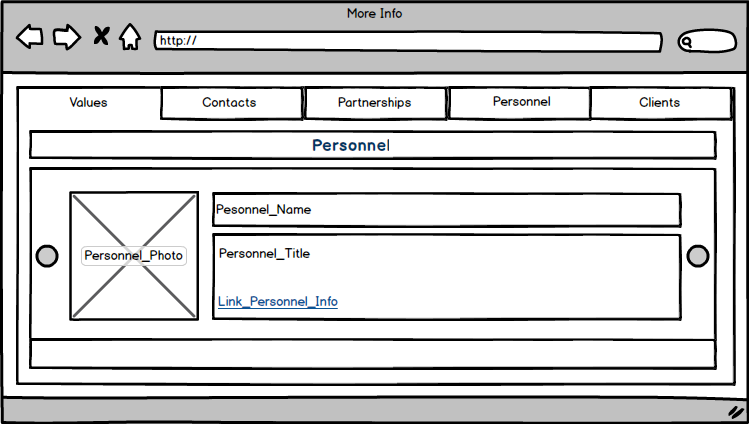 More Info
http://
Values Contacts Partnerships Personnel Clients
Personnel
Pesonnel_Name
Personnel_Photo
Personnel_Title
Link_Personnel_Info